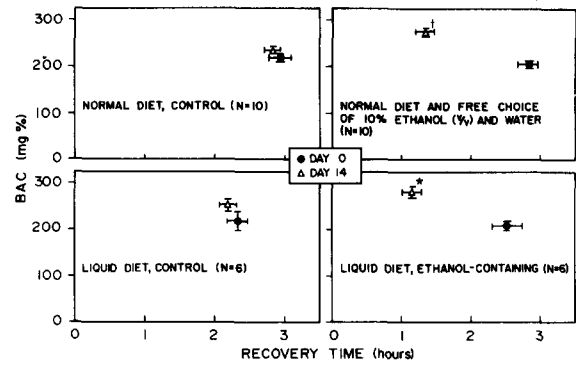 300
200
100
0
NORMAL DIET, CONTROL (N=10)
†
NORMAL DIET AND FREE CHOICE
OF 10% ETHANOL (V/V) AND WATER
(N=10)
BAC (mg %)
● DAY 0
△ DAY 14
300
200
100
0
LIQUID DIET, CONTROL (N=6)
*
LIQUID DIET, ETHANOL-CONTAINING (N=6)
0 1 2 3 0 1 2 3
RECOVERY TIME (hours)